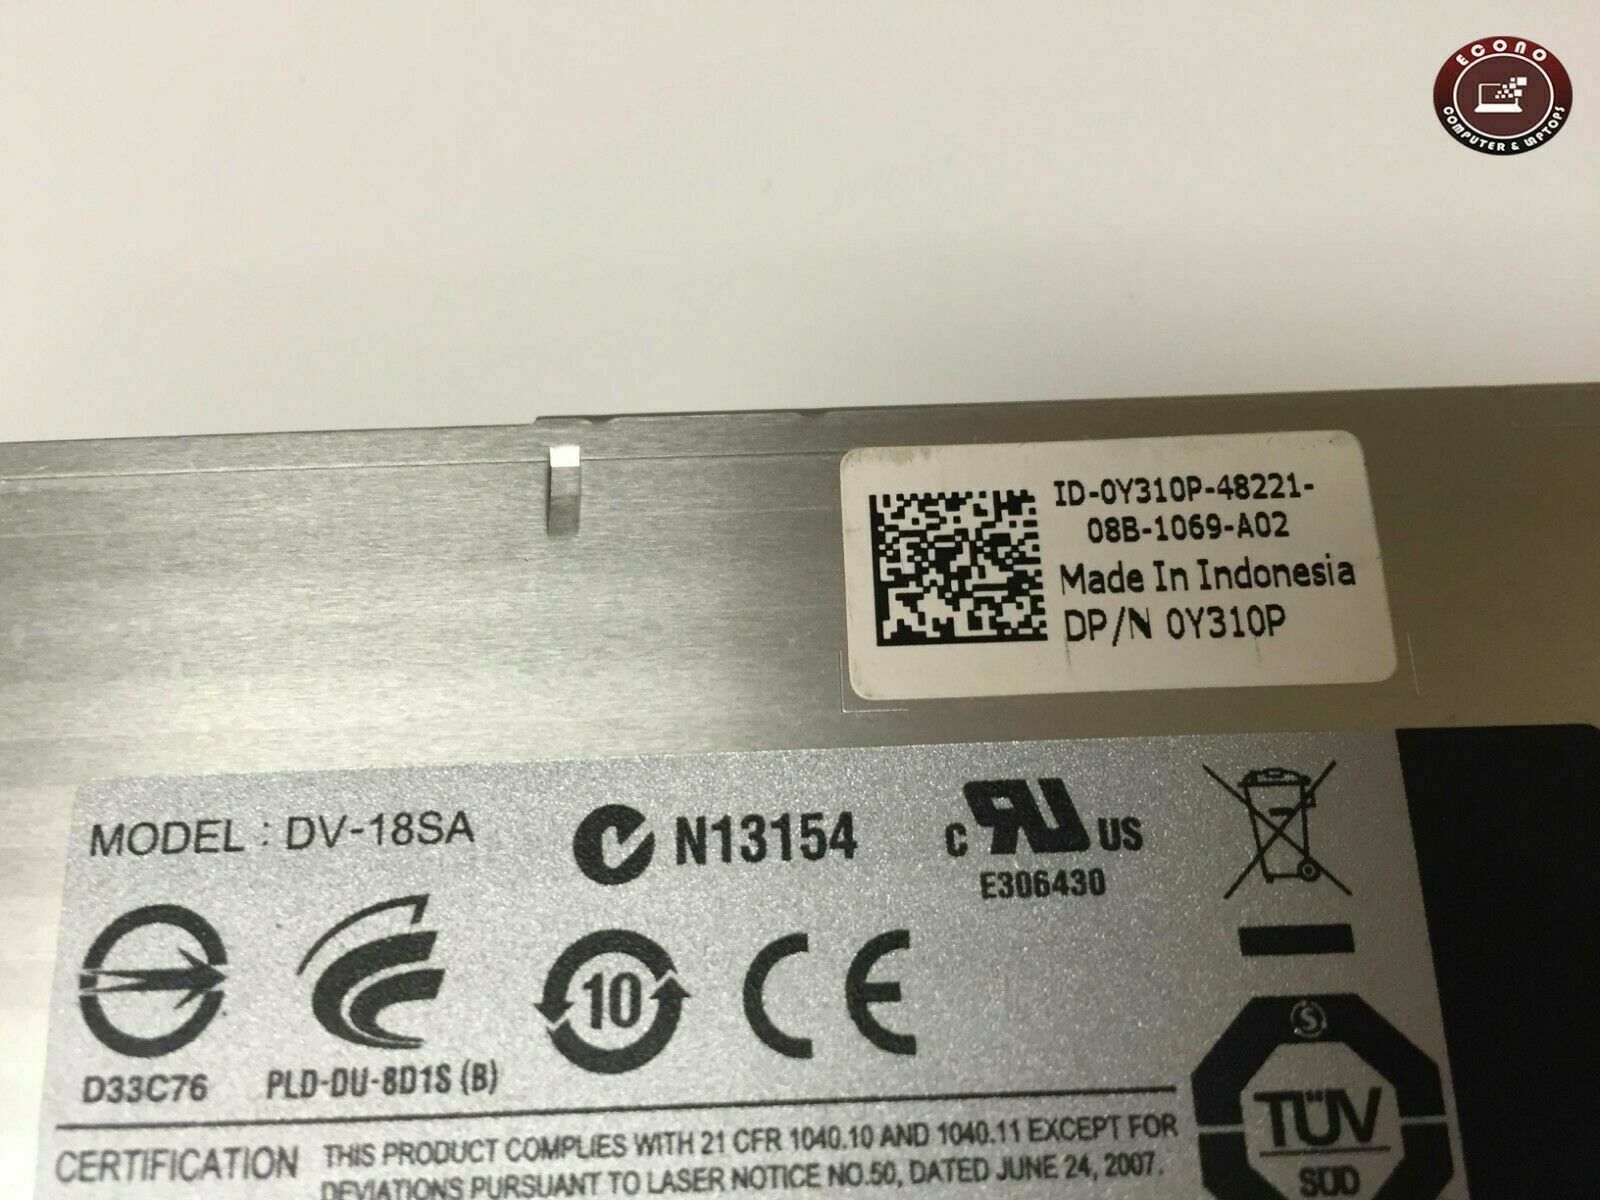 ECONO
COMPUTER & LAPTOPS
ID-0Y310P-48221-
08B-1069-A02
Made In Indonesia
DP/N 0Y310P
MODEL : DV-18SA
N13154
c UR US
E306430
D33C76
PLD-DU-8D1S (B)
10
CE
S
TÜV
SÜD
CERTIFICATION
THIS PRODUCT COMPLIES WITH 21 CFR 1040.10 AND 1040.11 EXCEPT FOR
DEVIATIONS PURSUANT TO LASER NOTICE NO.50, DATED JUNE 24, 2007.